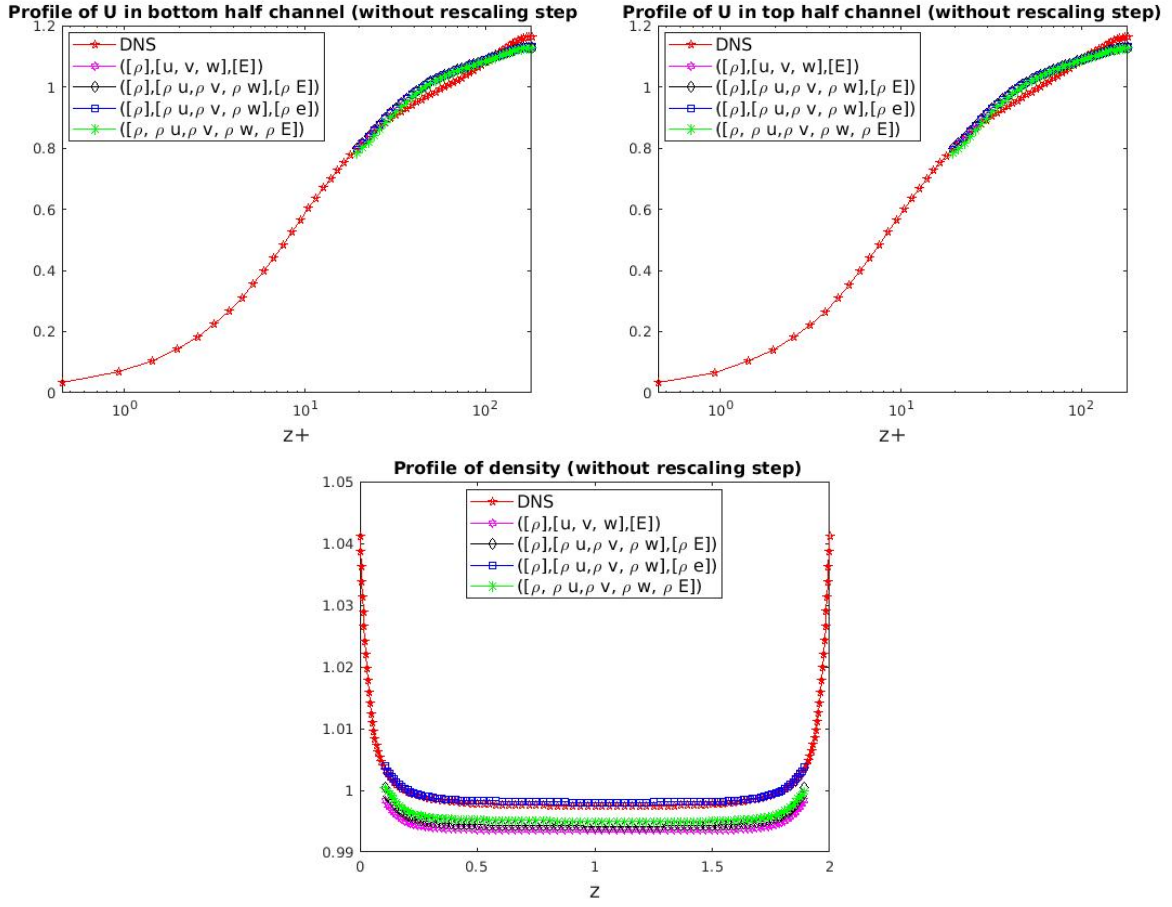 Profile of U in bottom half channel (without rescaling step
1.2
1
0.8
0.6
0.4
0.2
0
10^0
10^1
10^2
z+
DNS
([ρ],[u, v, w],[E])
([ρ],[ρ u,ρ v, ρ w],[ρ E])
([ρ],[ρ u,ρ v, ρ w],[ρ e])
([ρ, ρ u,ρ v, ρ w, ρ E])
Profile of U in top half channel (without rescaling step)
1.2
1
0.8
0.6
0.4
0.2
0
10^0
10^1
10^2
z+
DNS
([ρ],[u, v, w],[E])
([ρ],[ρ u,ρ v, ρ w],[ρ E])
([ρ],[ρ u,ρ v, ρ w],[ρ e])
([ρ, ρ u,ρ v, ρ w, ρ E])
Profile of density (without rescaling step)
1.05
1.04
1.03
1.02
1.01
1
0.99
0
0.5
1
1.5
2
z
DNS
([ρ],[u, v, w],[E])
([ρ],[ρ u,ρ v, ρ w],[ρ E])
([ρ],[ρ u,ρ v, ρ w],[ρ e])
([ρ, ρ u,ρ v, ρ w, ρ E])